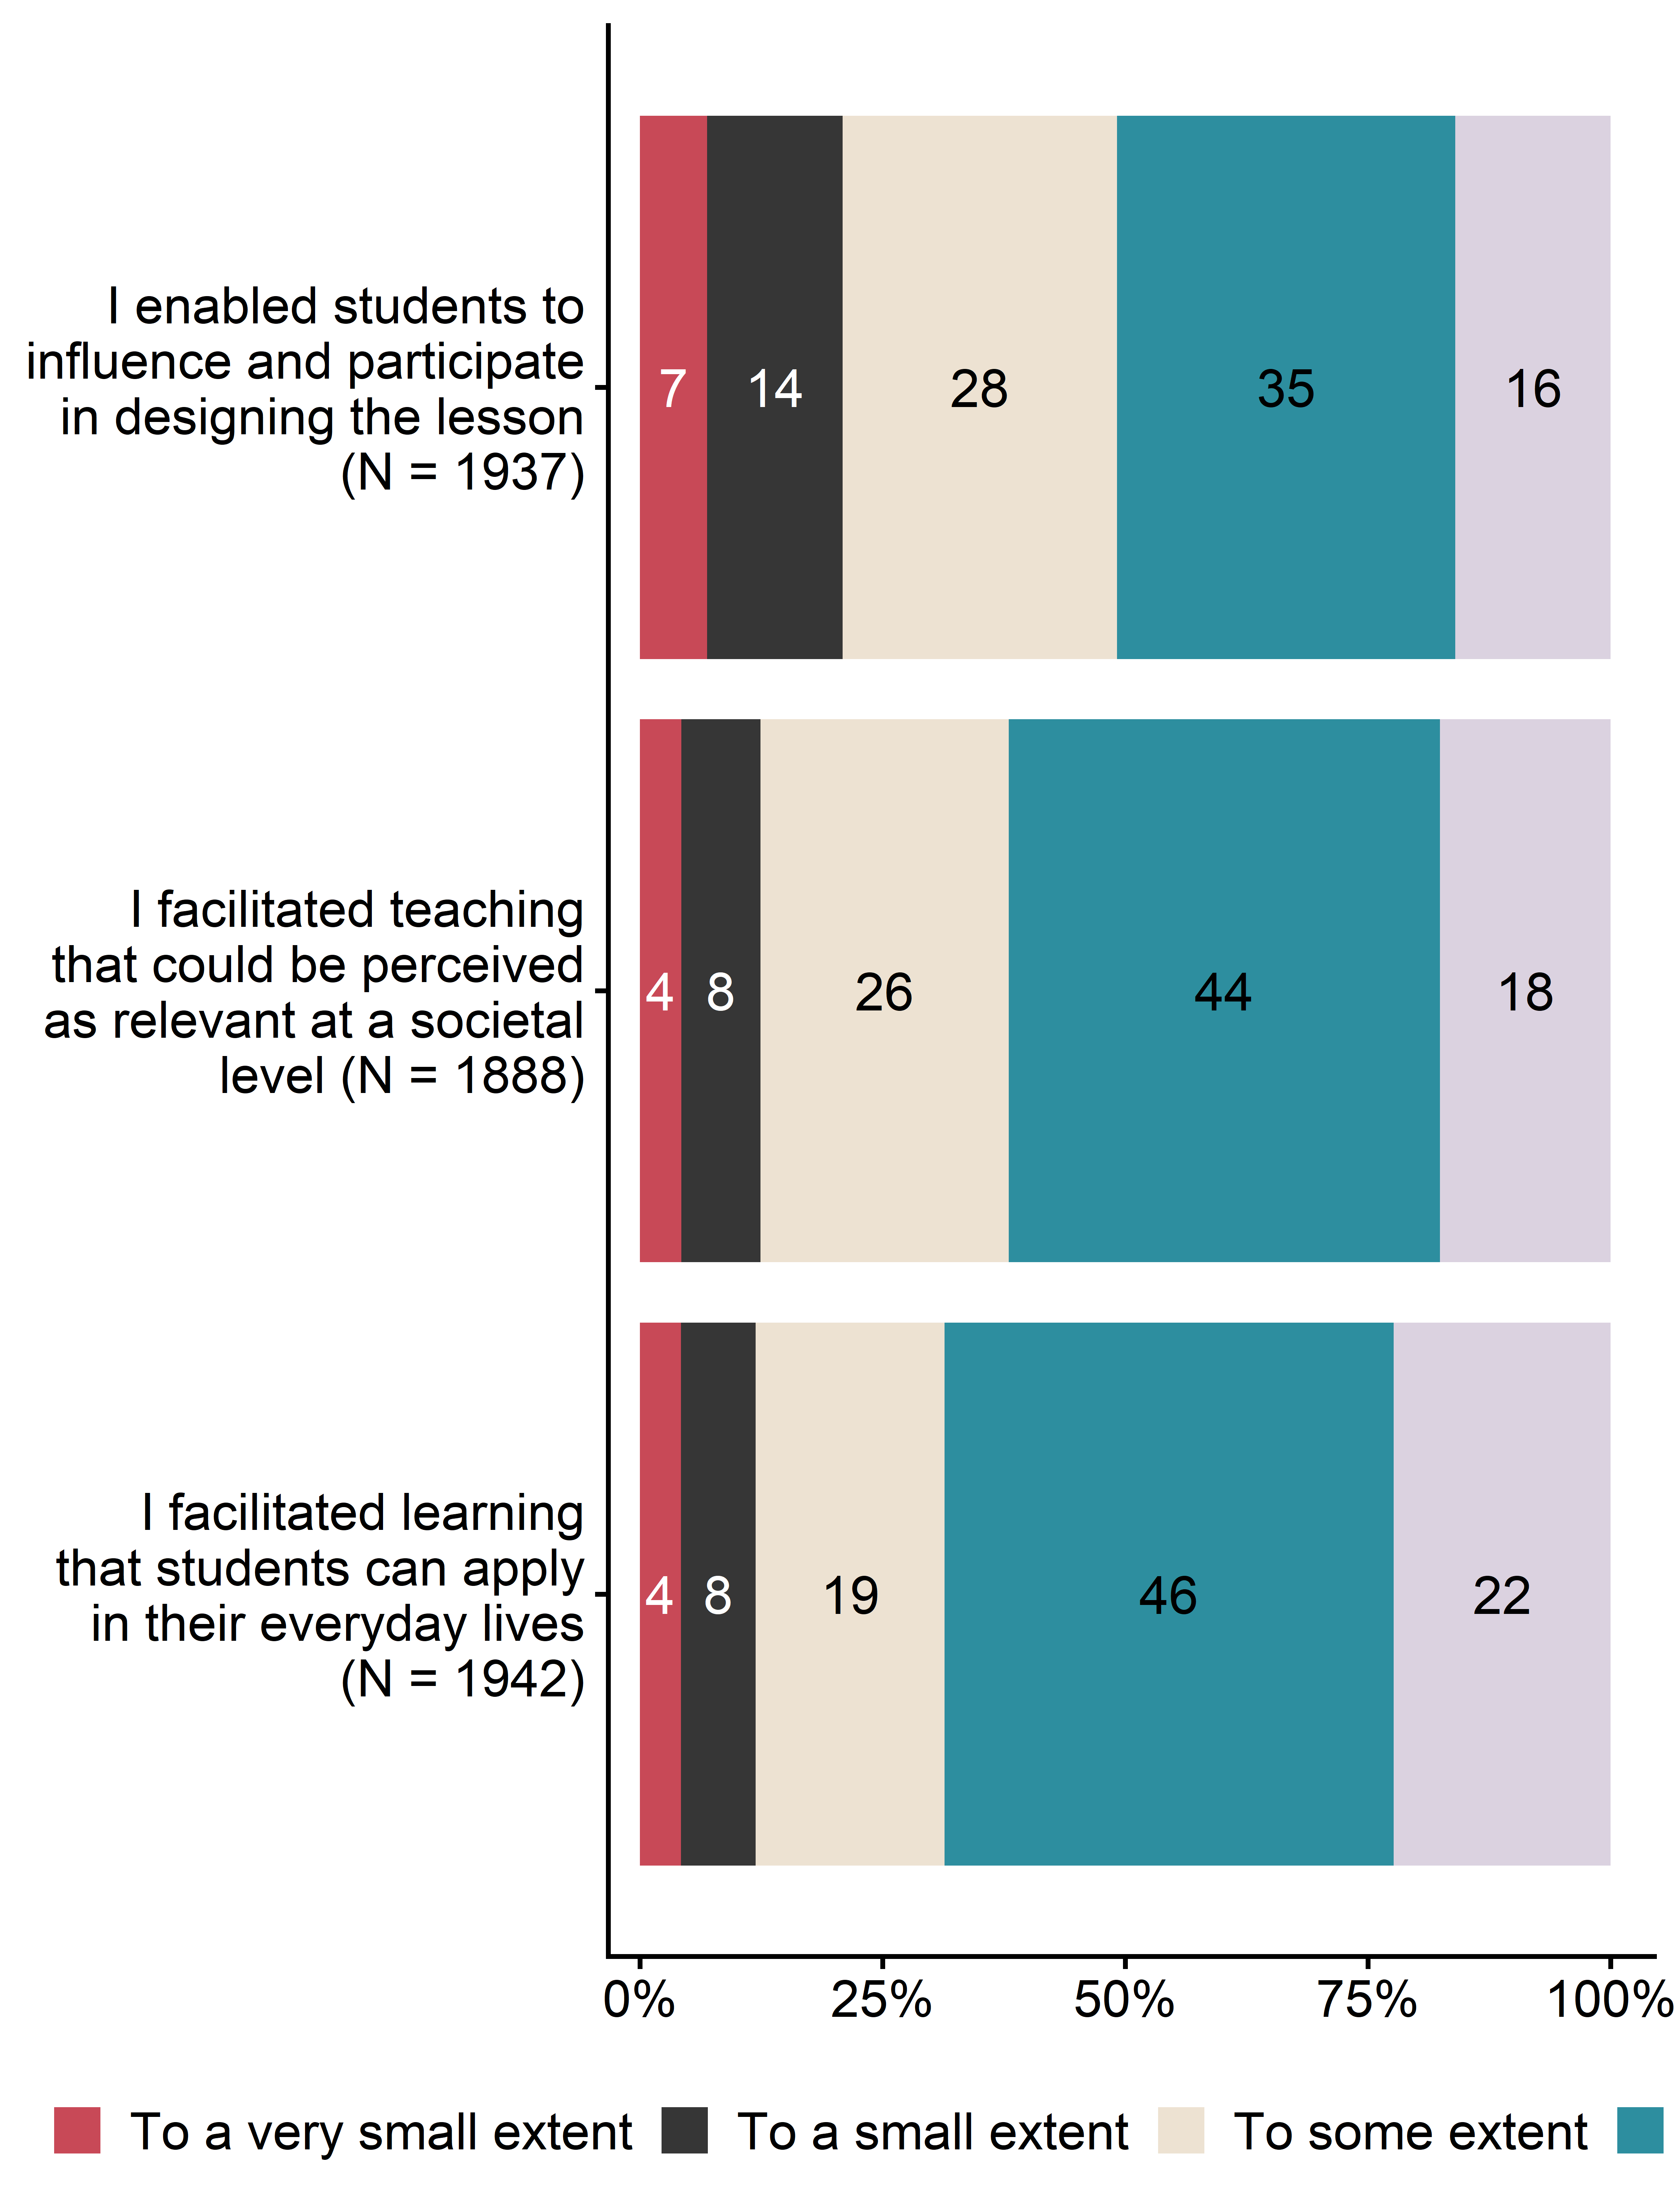 I enabled students to
influence and participate
in designing the lesson
(N = 1937)
7 14 28 35 16
I facilitated teaching
that could be perceived
as relevant at a societal
level (N = 1888)
4 8 26 44 18
I facilitated learning
that students can apply
in their everyday lives
(N = 1942)
4 8 19 46 22
0% 25% 50% 75% 100%
To a very small extent To a small extent To some extent